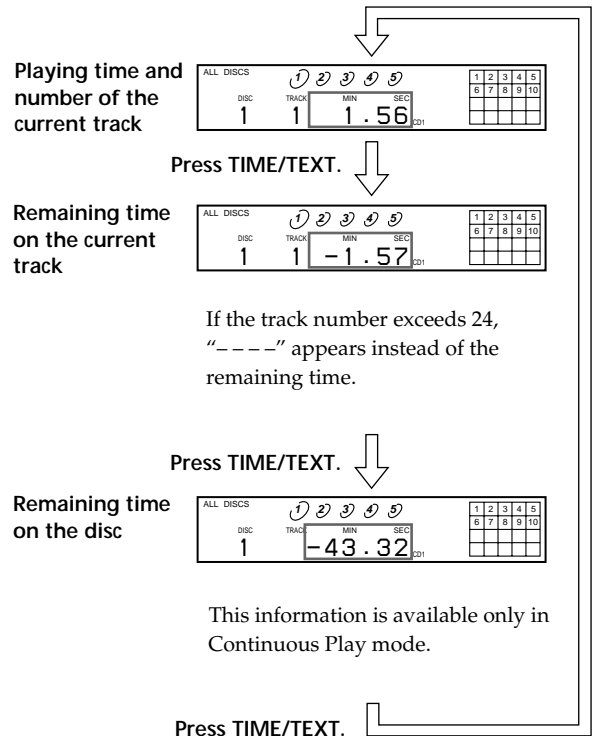 Playing time and
number of the
current track
ALL DISCS
1 2 3 4 5
DISC TRACK MIN SEC
1 1 1.56
CD1
1 2 3 4 5
6 7 8 9 10
Press TIME/TEXT.
Remaining time
on the current
track
ALL DISCS
1 2 3 4 5
DISC TRACK MIN SEC
1 1 –1.57
CD1
1 2 3 4 5
6 7 8 9 10
If the track number exceeds 24,
“– – – –” appears instead of the
remaining time.
Press TIME/TEXT.
Remaining time
on the disc
ALL DISCS
1 2 3 4 5
DISC TRACK MIN SEC
1 –43.32
CD1
1 2 3 4 5
6 7 8 9 10
This information is available only in
Continuous Play mode.
Press TIME/TEXT.